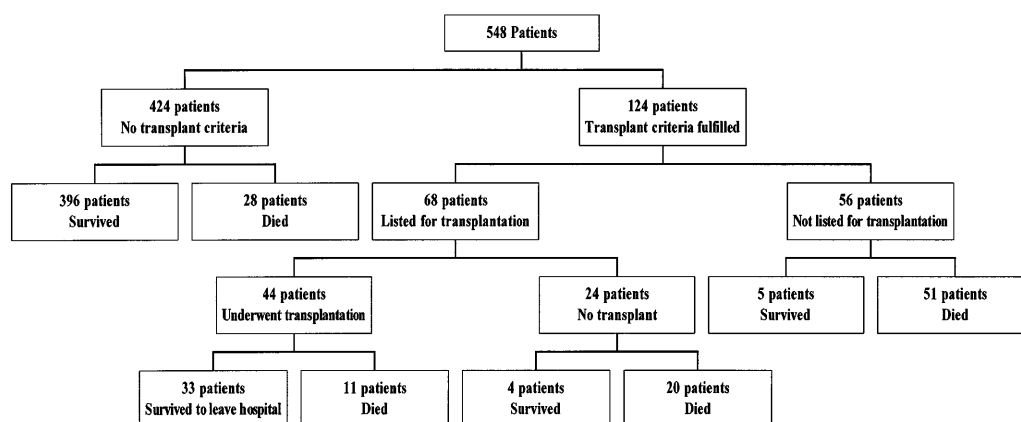 548 Patients
424 patients
No transplant criteria
124 patients
Transplant criteria fulfilled
396 patients
Survived
28 patients
Died
68 patients
Listed for transplantation
56 patients
Not listed for transplantation
44 patients
Underwent transplantation
24 patients
No transplant
5 patients
Survived
51 patients
Died
33 patients
Survived to leave hospital
11 patients
Died
4 patients
Survived
20 patients
Died